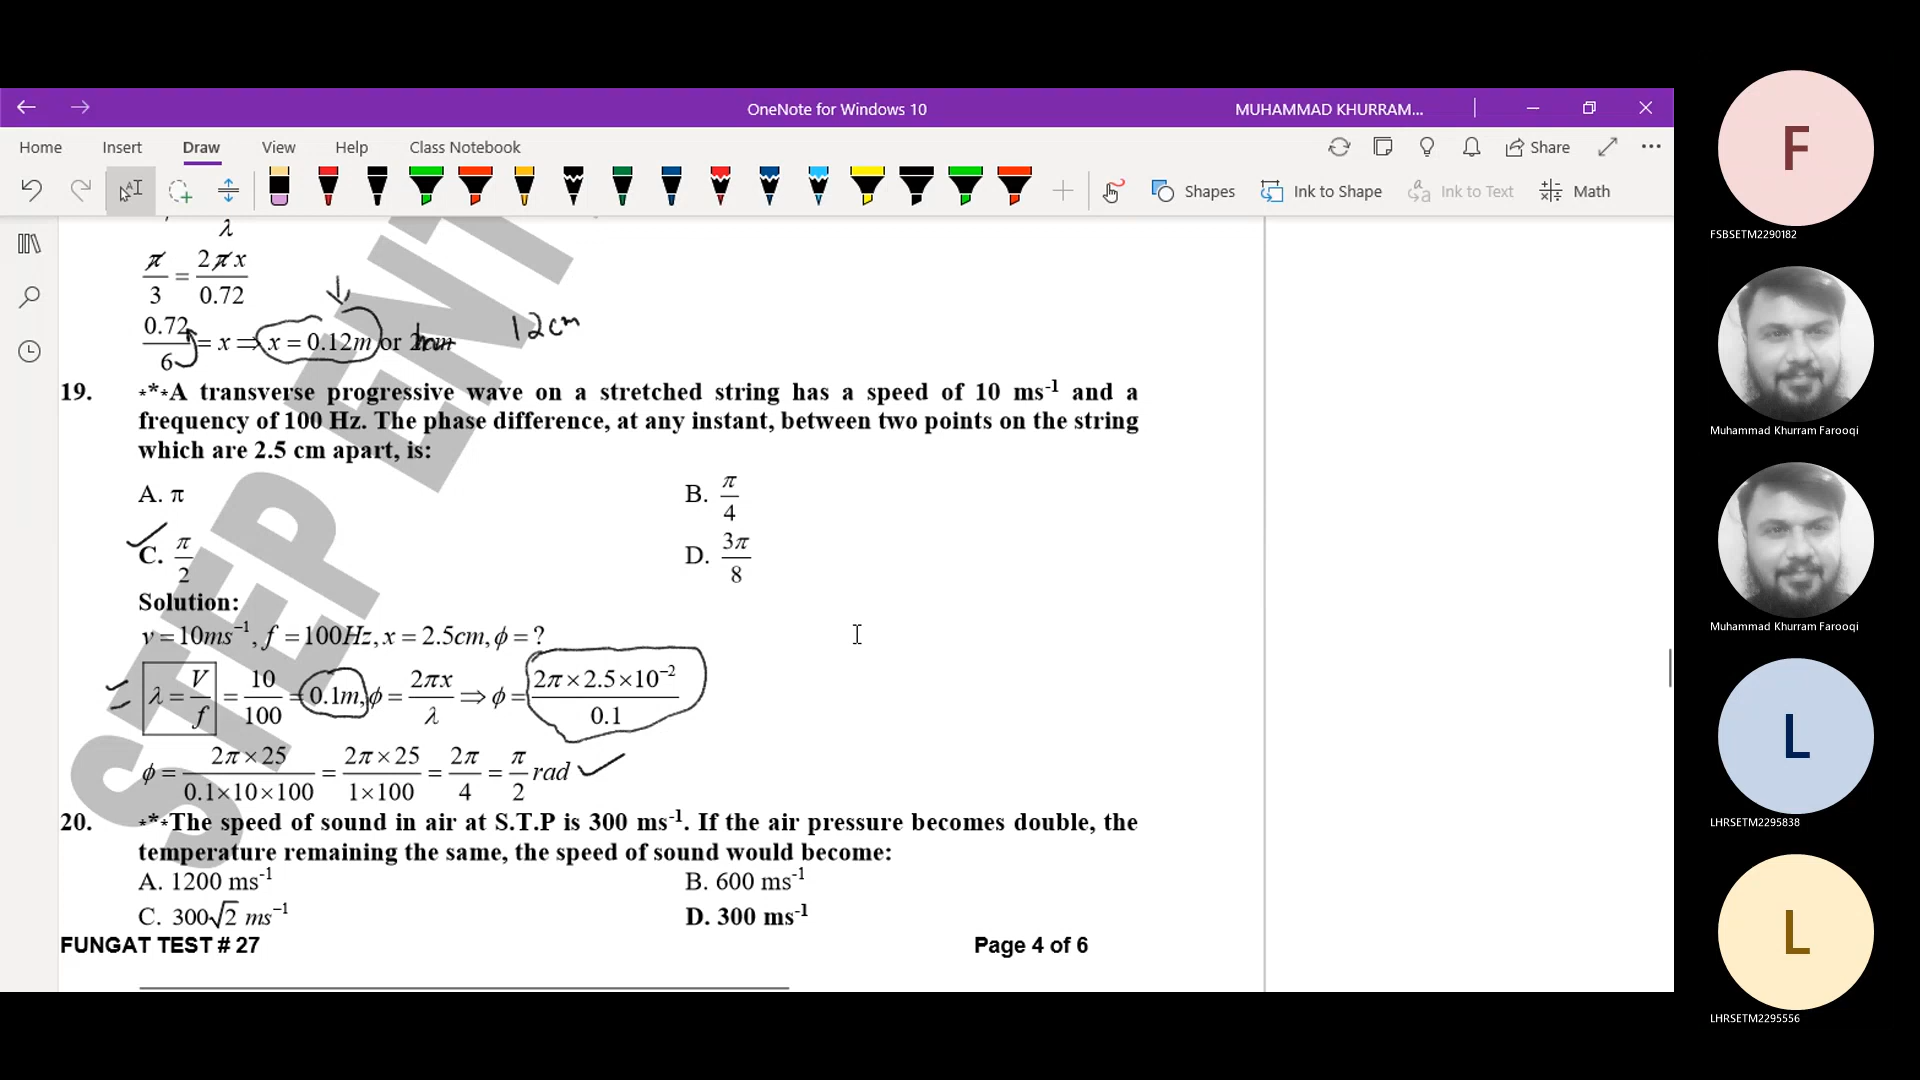 OneNote for Windows 10
MUHAMMAD KHURRAM...
Home Insert Draw View Help Class Notebook Share
Shapes Ink to Shape Ink to Text Math
λ
π/3 = 2πx/0.72
0.72/6 = x ⇒ x = 0.12m or 12cm
19. *** A transverse progressive wave on a stretched string has a speed of 10 ms⁻¹ and a
frequency of 100 Hz. The phase difference, at any instant, between two points on the string
which are 2.5 cm apart, is:
A. π B. π/4
C. π/2 D. 3π/8
Solution:
v = 10ms⁻¹, f = 100Hz, x = 2.5cm, ϕ = ?
λ = V/f = 10/100 = 0.1m, ϕ = 2πx/λ ⇒ ϕ = 2π × 2.5 × 10⁻²/0.1
ϕ = 2π × 25/0.1×10×100 = 2π × 25/1×100 = 2π/4 = π/2 rad
20. *** The speed of sound in air at S.T.P is 300 ms⁻¹. If the air pressure becomes double, the
temperature remaining the same, the speed of sound would become:
A. 1200 ms⁻¹ B. 600 ms⁻¹
C. 300√2 ms⁻¹ D. 300 ms⁻¹
FUNGAT TEST # 27 Page 4 of 6
STEP ENT
F
FSBSETM2290182
Muhammad Khurram Farooqi
Muhammad Khurram Farooqi
L
LHRSETM2295838
L
LHRSETM2295556